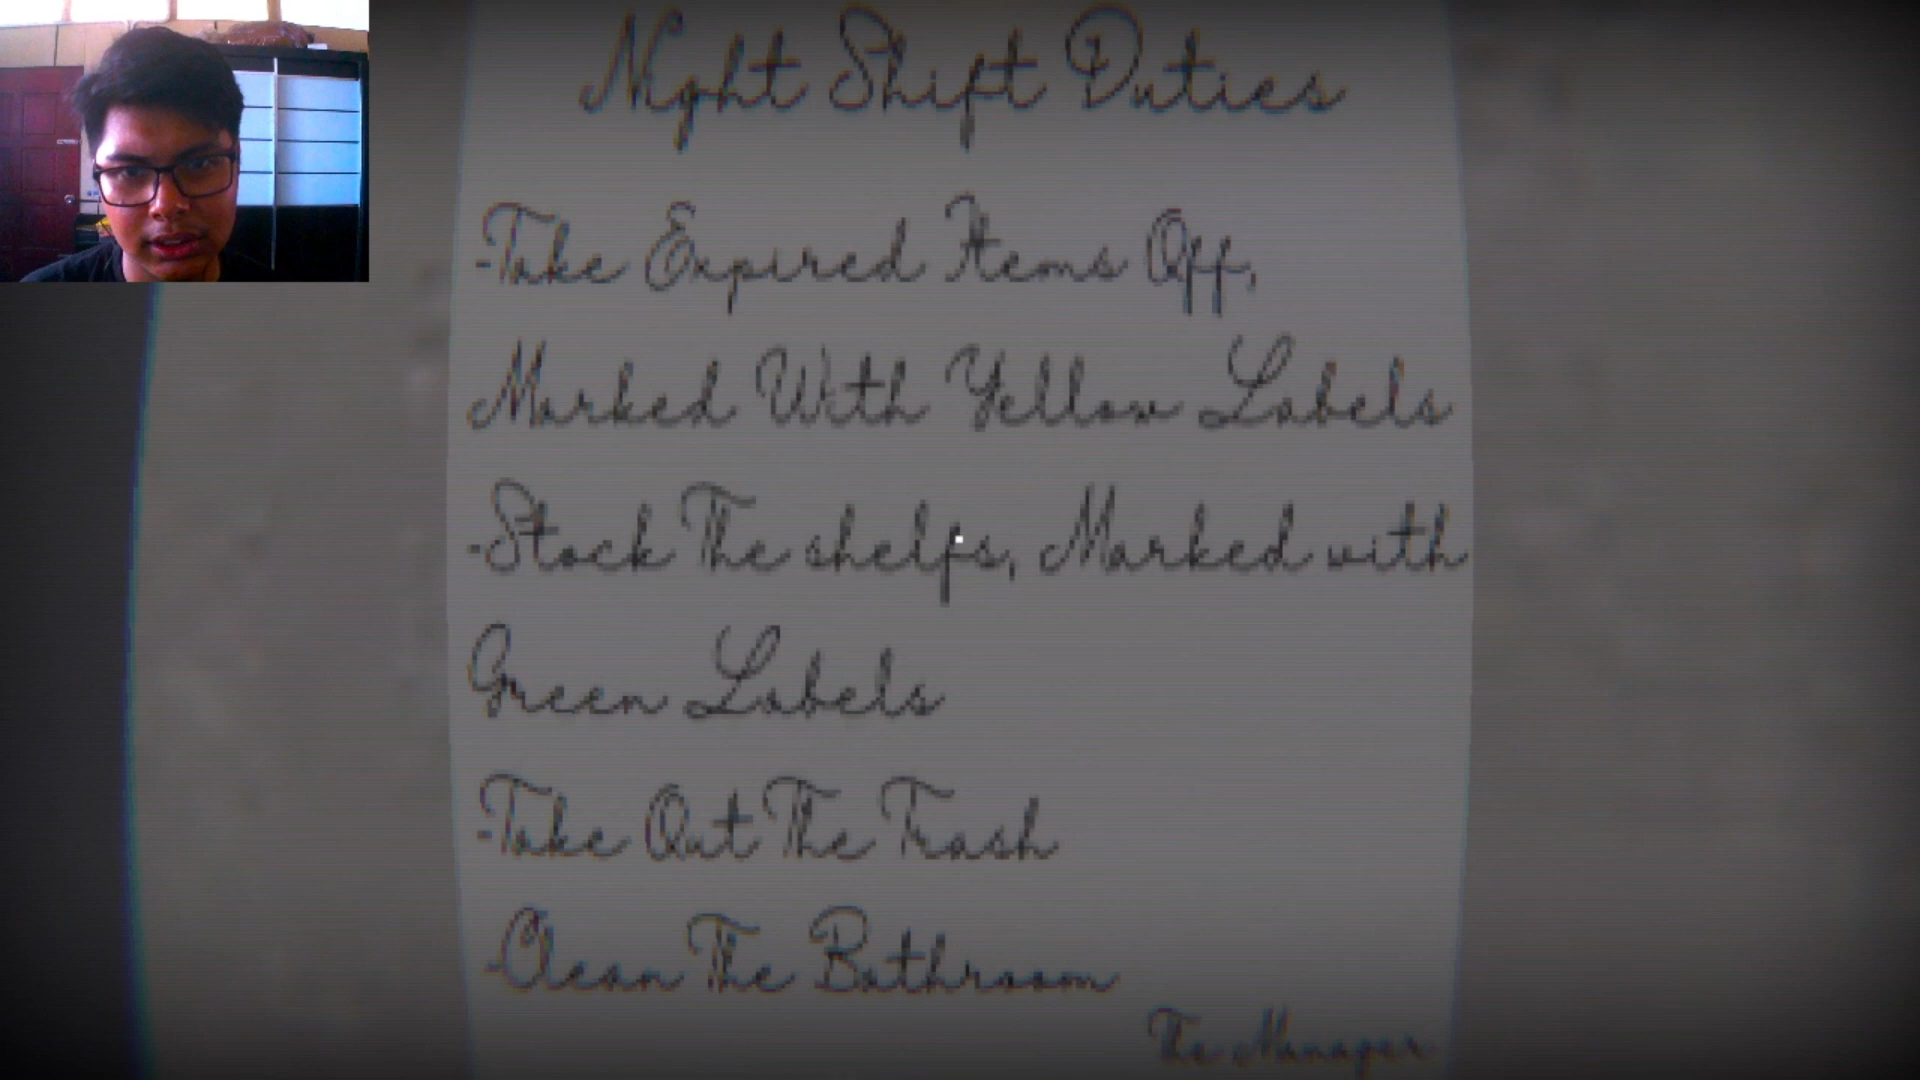 Night Shift Duties
-Take Expired Items Off,
Marked With Yellow Labels
-Stock The shelfs, Marked with
Green Labels
-Take Out The Trash
-Clean The Bathroom
The Manager